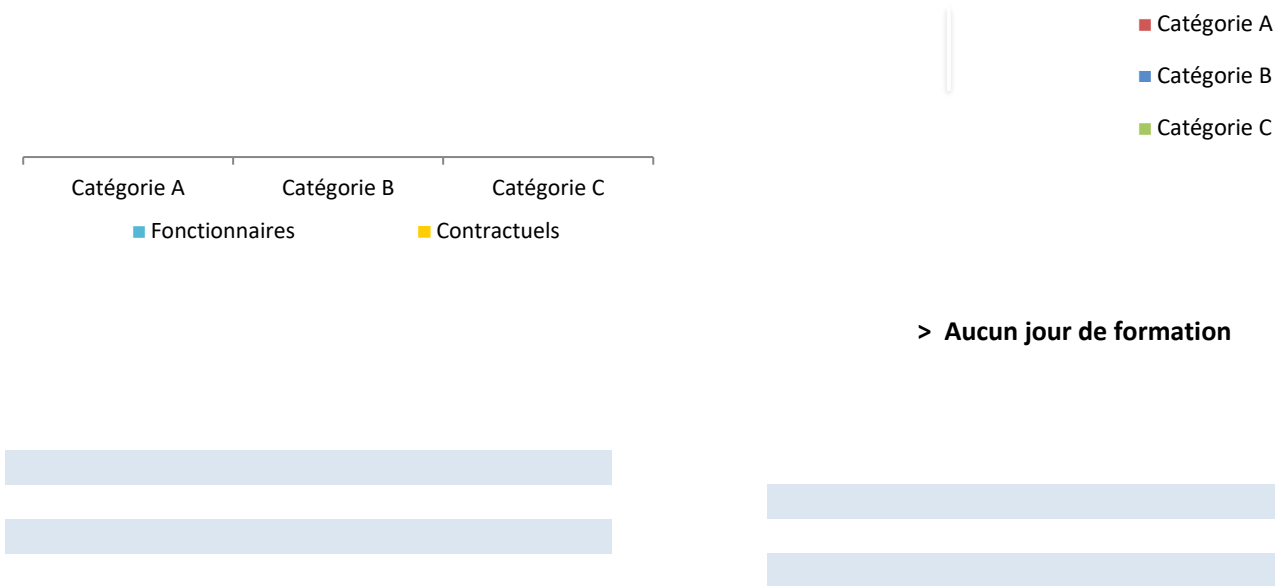 Catégorie A
Catégorie B
Catégorie C
Catégorie A Catégorie B Catégorie C
Fonctionnaires Contractuels
> Aucun jour de formation